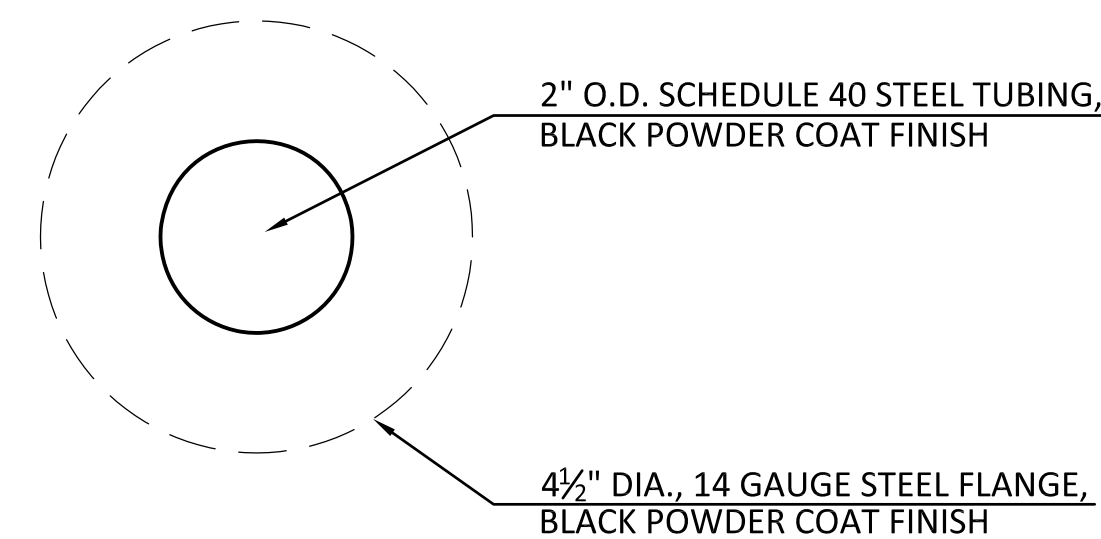 2" O.D. SCHEDULE 40 STEEL TUBING,
BLACK POWDER COAT FINISH
4½" DIA., 14 GAUGE STEEL FLANGE,
BLACK POWDER COAT FINISH